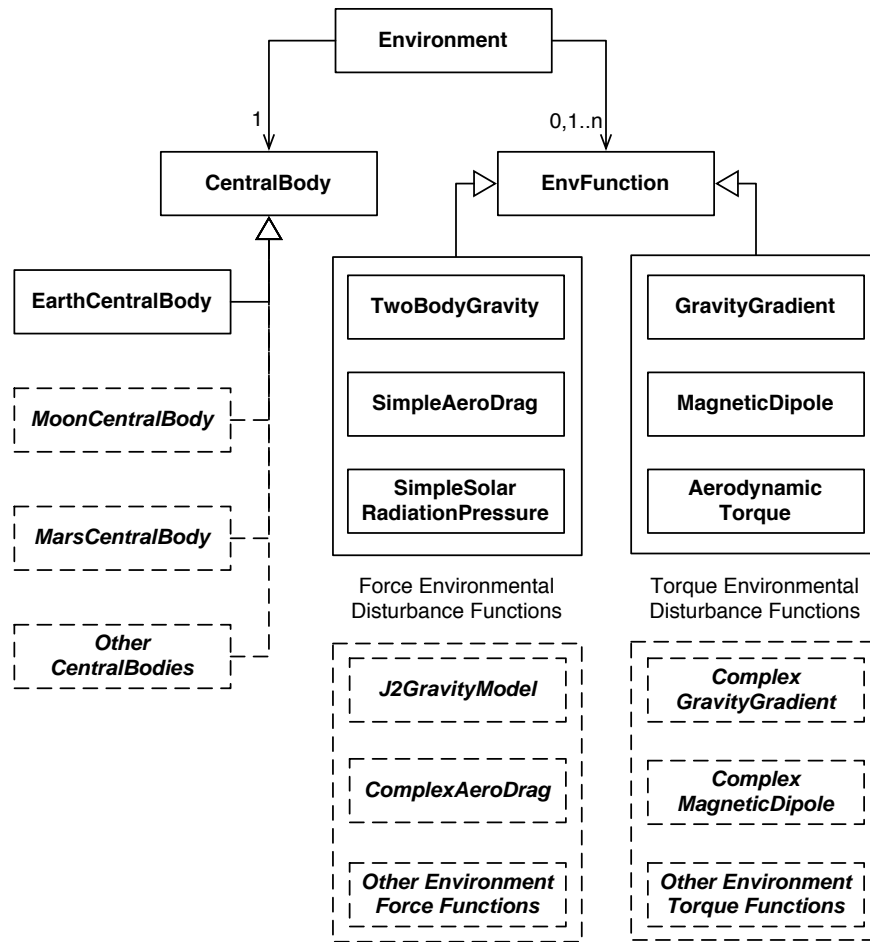 Environment
1
0,1..n
CentralBody
EnvFunction
EarthCentralBody
MoonCentralBody
MarsCentralBody
Other
CentralBodies
TwoBodyGravity
SimpleAeroDrag
SimpleSolar
RadiationPressure
Force Environmental
Disturbance Functions
J2GravityModel
ComplexAeroDrag
Other Environment
Force Functions
GravityGradient
MagneticDipole
Aerodynamic
Torque
Torque Environmental
Disturbance Functions
Complex
GravityGradient
Complex
MagneticDipole
Other Environment
Torque Functions